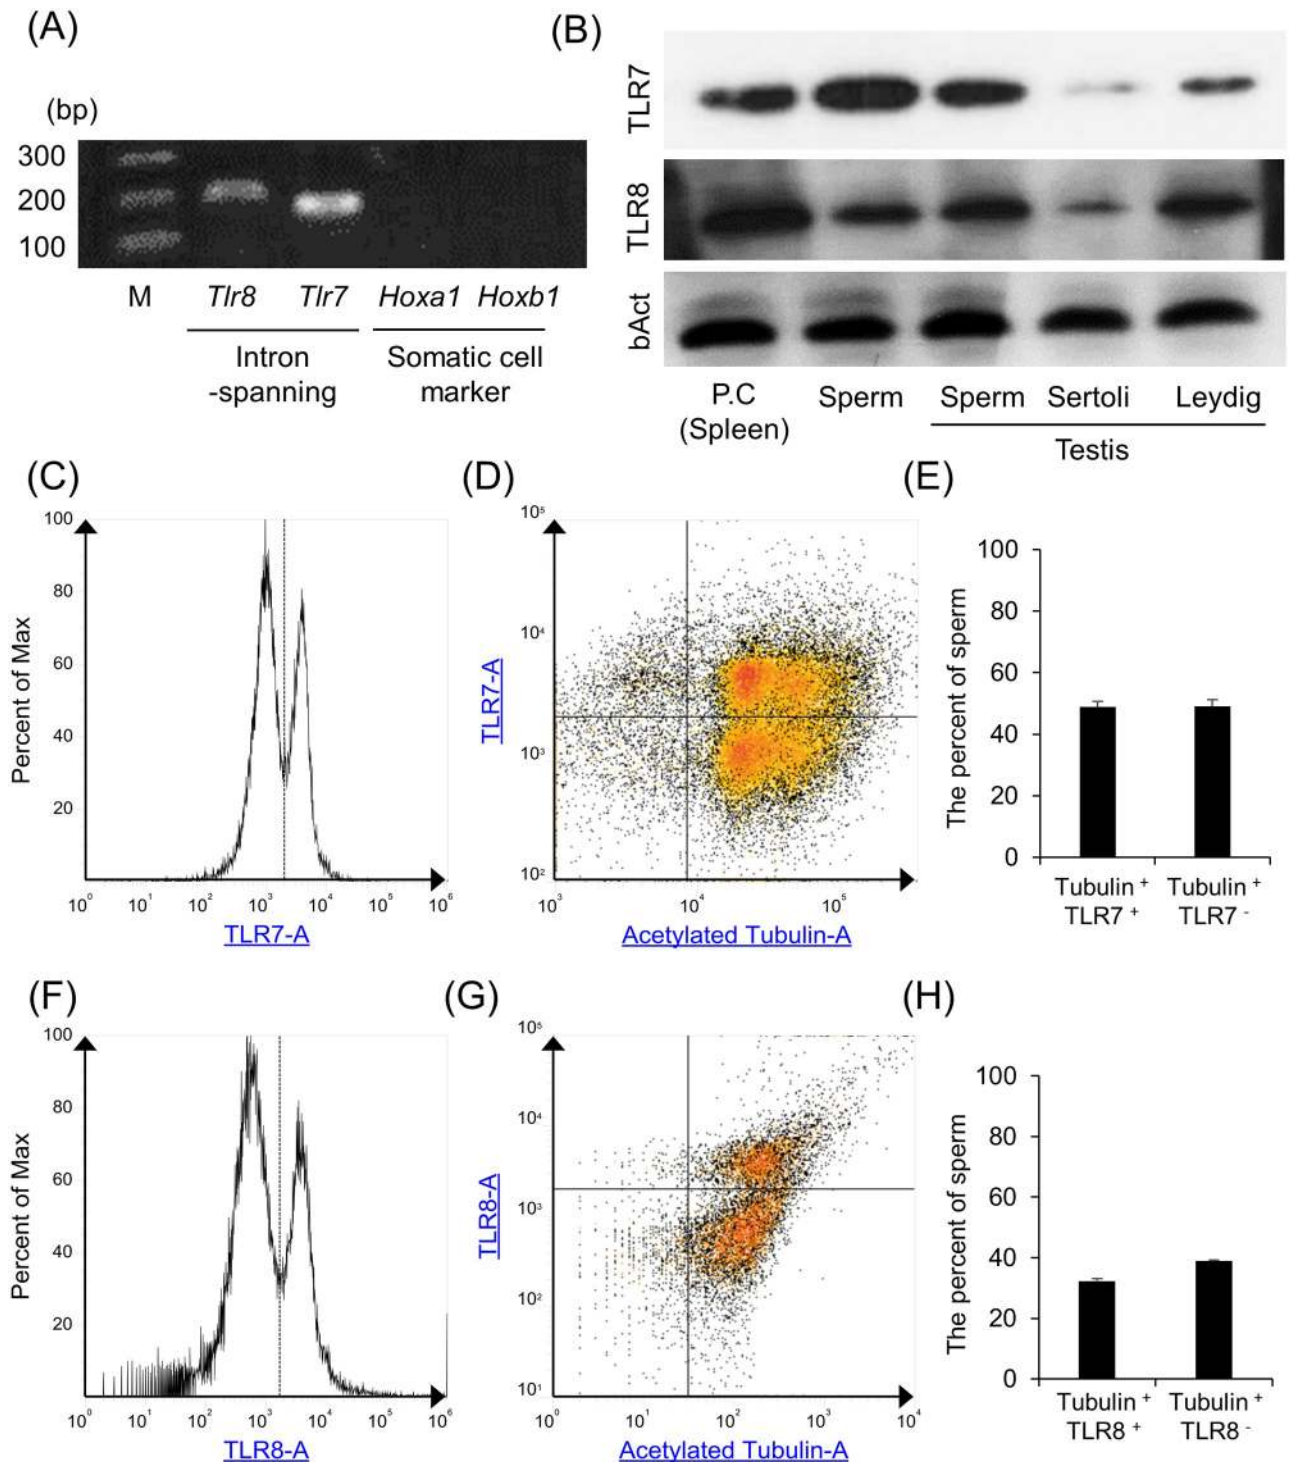 (A)
(bp)
300
200
100
M Tlr8 Tlr7 Hoxa1 Hoxb1
Intron
-spanning
Somatic cell
marker
(B)
TLR7
TLR8
bAct
P.C
(Spleen)
Sperm
Sperm Sertoli Leydig
Testis
(C)
Percent of Max
100
80
60
40
20
10⁰ 10¹ 10² 10³ 10⁴ 10⁵ 10⁶
TLR7-A
(D)
TLR7-A
10⁵
10⁴
10³
10²
10³ 10⁴ 10⁵
Acetylated Tubulin-A
(E)
The percent of sperm
100
80
60
40
20
0
Tubulin ⁺ Tubulin ⁺
TLR7 ⁺ TLR7 ⁻
(F)
Percent of Max
100
80
60
40
20
10⁰ 10¹ 10² 10³ 10⁴ 10⁵ 10⁶
TLR8-A
(G)
TLR8-A
10⁵
10⁴
10³
10²
10¹
10⁰ 10¹ 10² 10³ 10⁴
Acetylated Tubulin-A
(H)
The percent of sperm
100
80
60
40
20
0
Tubulin ⁺ Tubulin ⁺
TLR8 ⁺ TLR8 ⁻